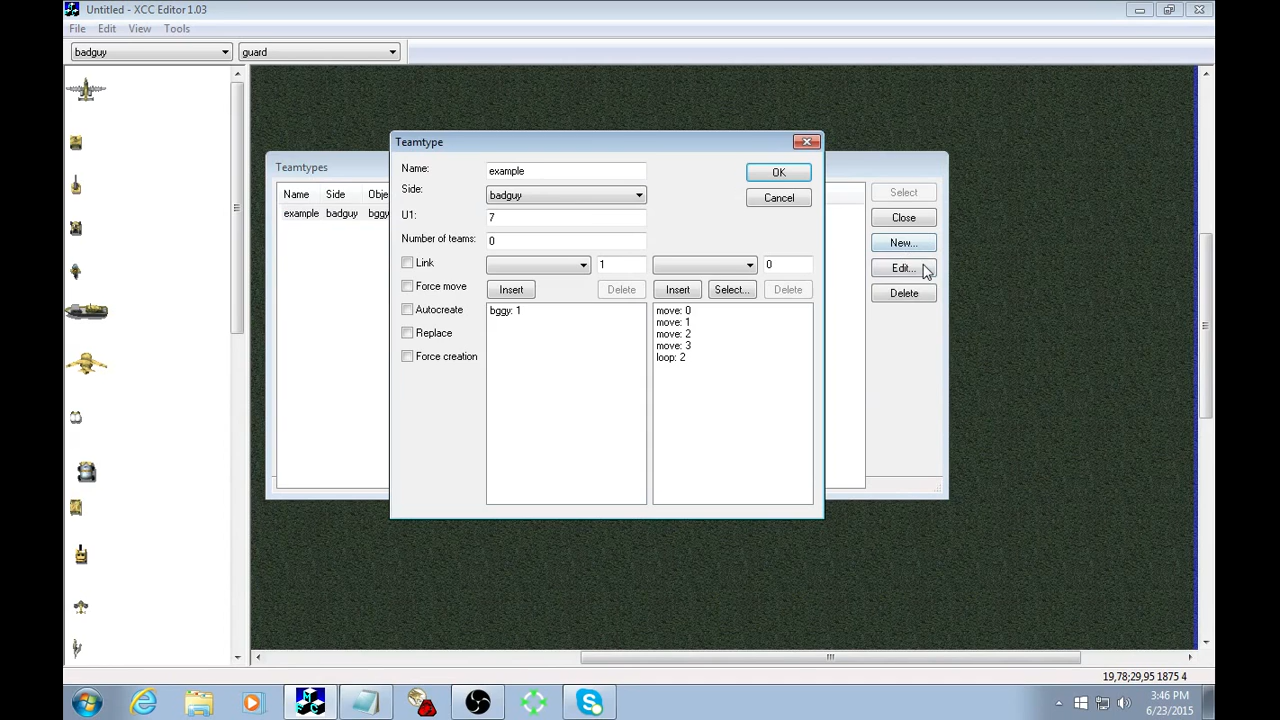 Untitled - XCC Editor 1.03
File Edit View Tools
badguy guard
Teamtype
Name: example OK
Side: badguy Cancel
U1: 7
Number of teams: 0
Link 1 0
Force move Insert Delete Insert Select... Delete
Autocreate
Replace
Force creation
bggy: 1
move: 0
move: 1
move: 2
move: 3
loop: 2
Teamtypes
Name Side Obje
example badguy bggy
Select
Close
New...
Edit...
Delete
19,78;29,95 1875 4
3:46 PM
6/23/2015